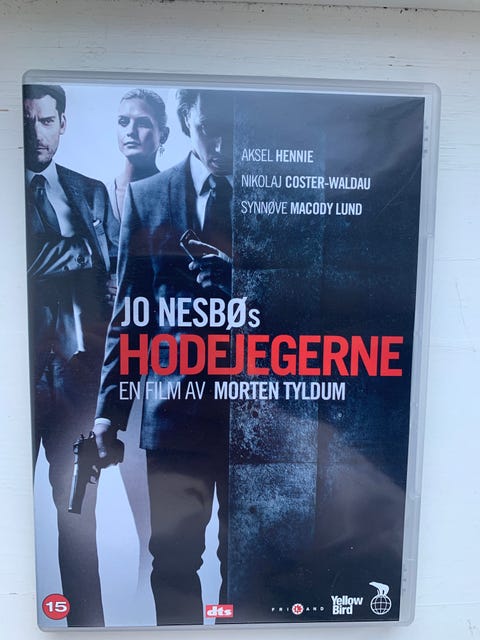 AKSEL HENNIE
NIKOLAJ COSTER-WALDAU
SYNNØVE MACODY LUND
JO NESBØs
HODEJEGERNE
EN FILM AV MORTEN TYLDUM
15
dts
FRILAND
Yellow
Bird